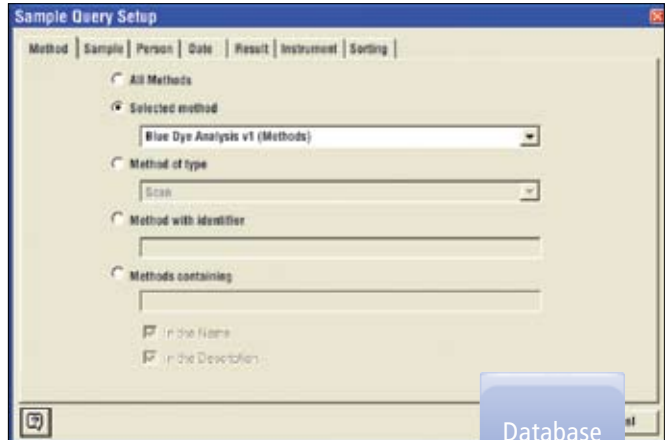 Sample Query Setup
Method Sample Person Date Result Instrument Sorting
All Methods
Selected method
Blue Dye Analysis v1 (Methods)
Method of type
Scan
Method with identifier
Methods containing
In the Name
In the Description
Database